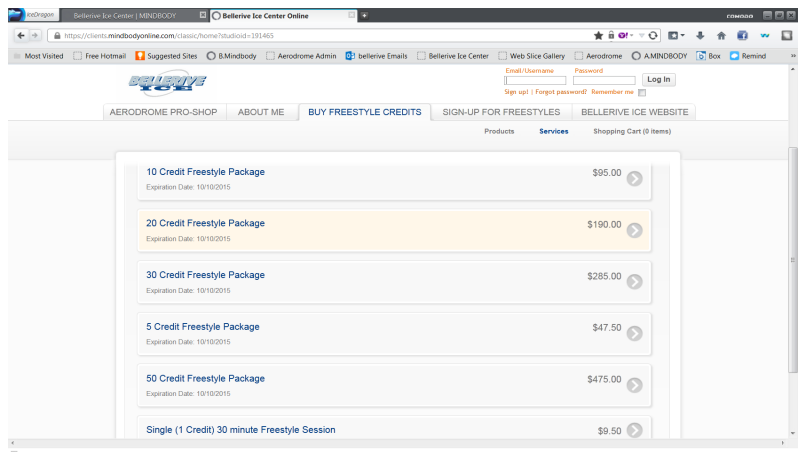 IceDragon
Bellerive Ice Center | MINDBODY
Bellerive Ice Center Online
COMODO
https://clients.mindbodyonline.com/classic/home?studioid=191465
Most Visited
Free Hotmail
Suggested Sites
B.Mindbody
Aerodrome Admin
bellerive Emails
Bellerive Ice Center
Web Slice Gallery
Aerodrome
A.MINDBODY
Box
Remind
BELLERIVE
ICE
Email/Username
Password
Log In
Sign up! | Forgot password? Remember me
AERODROME PRO-SHOP
ABOUT ME
BUY FREESTYLE CREDITS
SIGN-UP FOR FREESTYLES
BELLERIVE ICE WEBSITE
Products
Services
Shopping Cart (0 items)
10 Credit Freestyle Package
$95.00
Expiration Date: 10/10/2015
20 Credit Freestyle Package
$190.00
Expiration Date: 10/10/2015
30 Credit Freestyle Package
$285.00
Expiration Date: 10/10/2015
5 Credit Freestyle Package
$47.50
Expiration Date: 10/10/2015
50 Credit Freestyle Package
$475.00
Expiration Date: 10/10/2015
Single (1 Credit) 30 minute Freestyle Session
$9.50